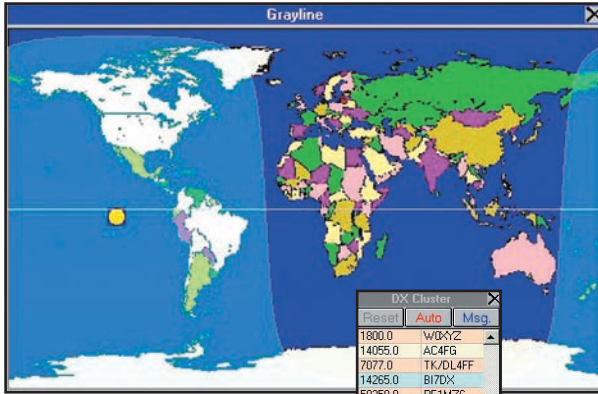 Grayline
DX Cluster
Reset Auto Msg.
1800.0 W0XYZ
14055.0 AC4FG
7077.0 TK/DL4FF
14265.0 BI7DX